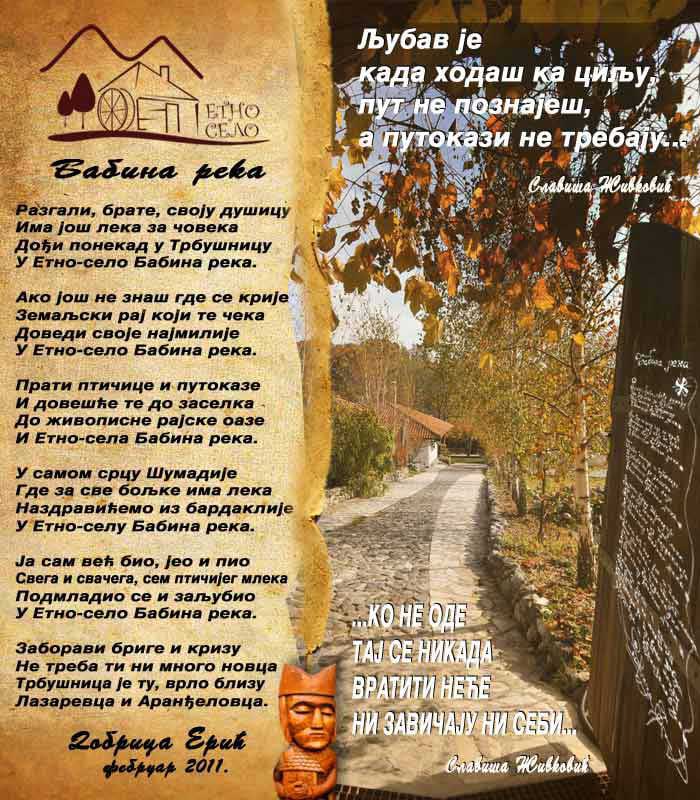 ЕТНО
СЕЛО
Бабина река
Разгали, брате, своју душицу
Има још лека за човека
Дођи понекад у Трбушницу
У Етно-село Бабина река.
Ако још не знаш где се крије
Земаљски рај који те чека
Доведи своје најмилије
У Етно-село Бабина река.
Прати птичице и путоказе
И довешће те до заселка
До живописне рајске оазе
И Етно-села Бабина река.
У самом срцу Шумадије
Где за све бољке има лека
Наздравићемо из бардаклије
У Етно-селу Бабина река.
Ја сам већ био, јео и пио
Свега и свачега, сем птичијег млека
Подмладио се и заљубио
У Етно-село Бабина река.
Заборави бриге и кризу
Не треба ти ни много новца
Трбушница је ту, врло близу
Лазаревца и Аранђеловца.
Добрица Ерић
фебруар 2011.
Љубав је
када ходаш ка циљу,
пут не познајеш,
а путокази не требају...
Славиша Живковић
Бабина река
...КО НЕ ОДЕ
ТАЈ СЕ НИКАДА
ВРАТИТИ НЕЋЕ
НИ ЗАВИЧАЈУ НИ СЕБИ...
Славиша Живковић